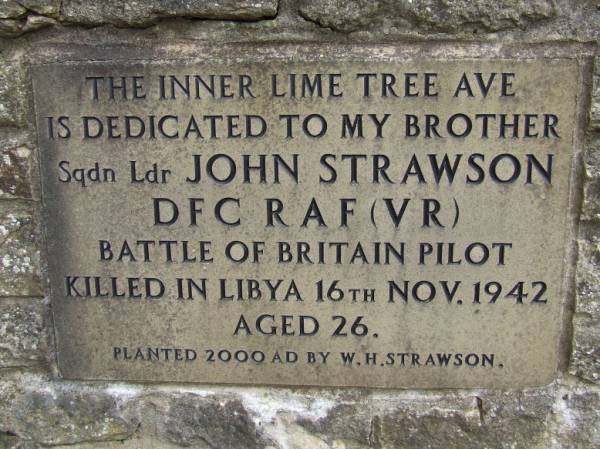 THE INNER LIME TREE AVE
IS DEDICATED TO MY BROTHER
Sqdn Ldr JOHN STRAWSON
DFC RAF (VR)
BATTLE OF BRITAIN PILOT
KILLED IN LIBYA 16TH NOV. 1942
AGED 26.
PLANTED 2000 AD BY W.H. STRAWSON.